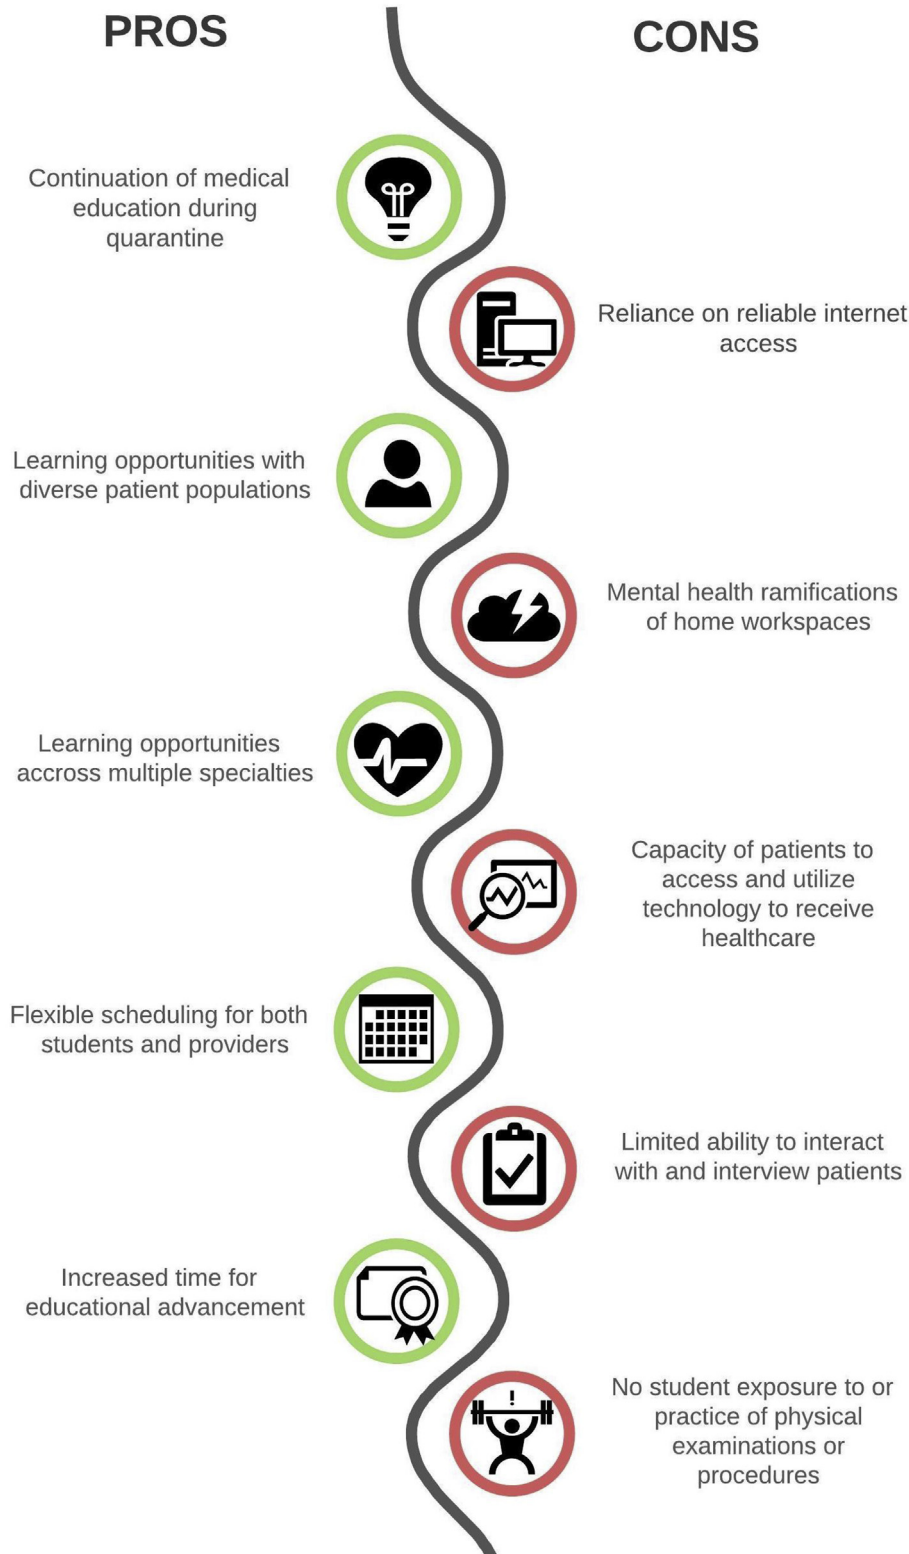 PROS
CONS
Continuation of medical
education during
quarantine
Reliance on reliable internet
access
Learning opportunities with
diverse patient populations
Mental health ramifications
of home workspaces
Learning opportunities
accross multiple specialties
Capacity of patients to
access and utilize
technology to receive
healthcare
Flexible scheduling for both
students and providers
Limited ability to interact
with and interview patients
Increased time for
educational advancement
!
No student exposure to or
practice of physical
examinations or
procedures